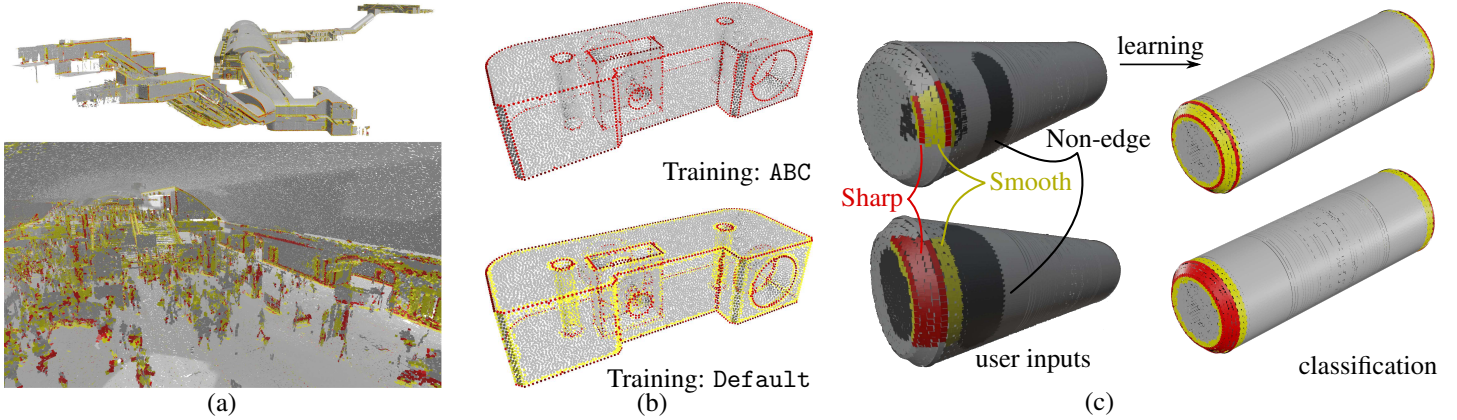 learning
Non-edge
Training: ABC
Sharp
Smooth
user inputs
Training: Default
classification
(a)
(b)
(c)